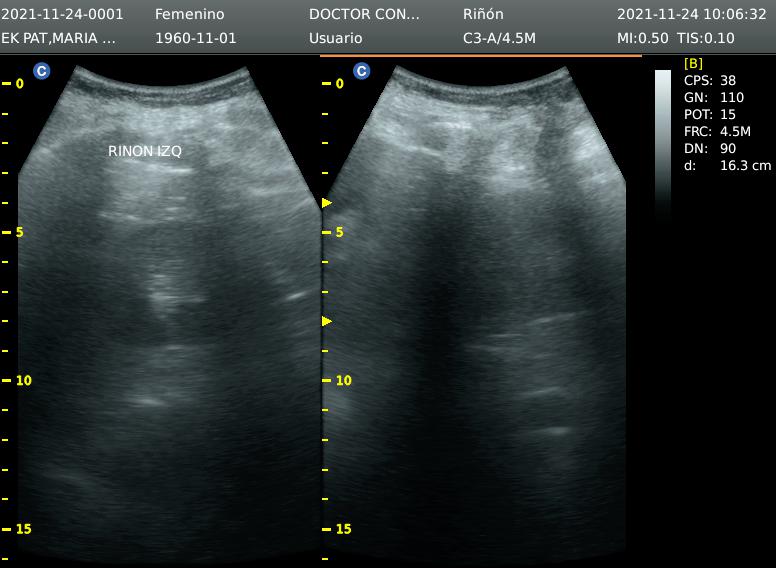 2021-11-24-0001 Femenino DOCTOR CON... Riñón 2021-11-24 10:06:32
EK PAT,MARIA ... 1960-11-01 Usuario C3-A/4.5M MI:0.50 TIS:0.10
C
C
[B]
CPS: 38
GN: 110
POT: 15
FRC: 4.5M
DN: 90
d: 16.3 cm
RINON IZQ
0
5
10
15
0
5
10
15